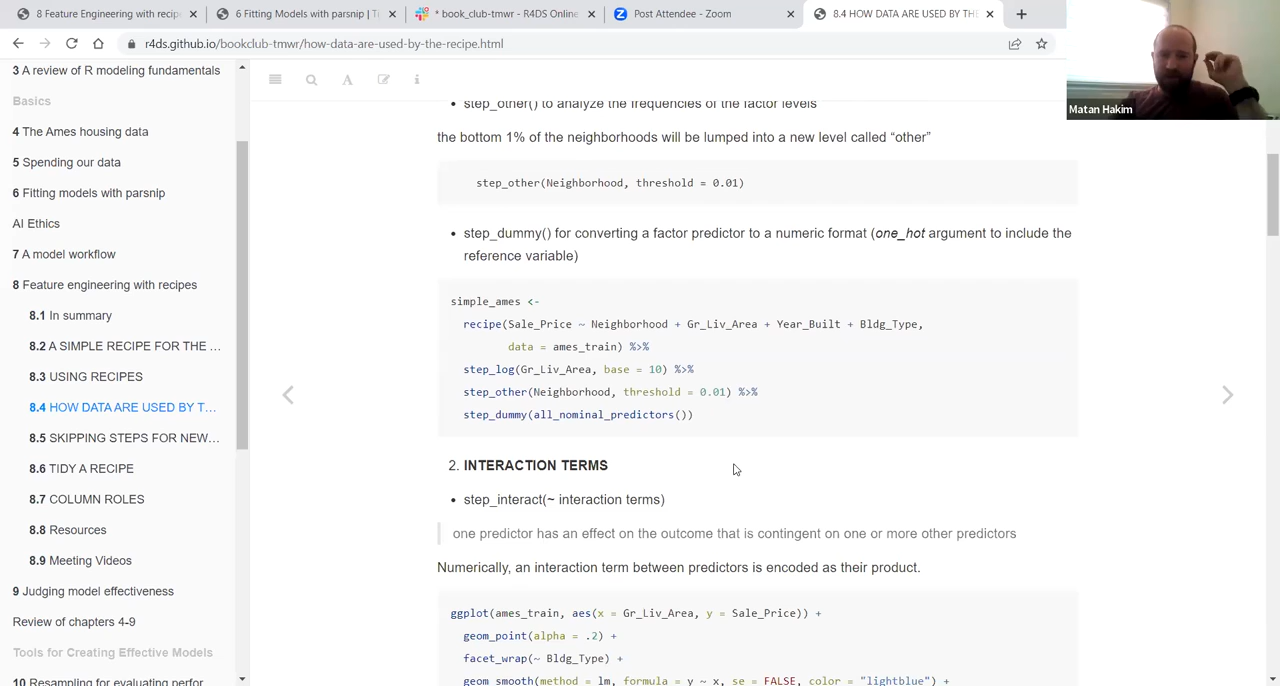 8 Feature Engineering with recip
6 Fitting Models with parsnip | Ti
* book_club-tmwr - R4DS Online
Post Attendee - Zoom
8.4 HOW DATA ARE USED BY THE
r4ds.github.io/bookclub-tmwr/how-data-are-used-by-the-recipe.html
Matan Hakim
3 A review of R modeling fundamentals
Basics
4 The Ames housing data
5 Spending our data
6 Fitting models with parsnip
AI Ethics
7 A model workflow
8 Feature engineering with recipes
8.1 In summary
8.2 A SIMPLE RECIPE FOR THE ...
8.3 USING RECIPES
8.4 HOW DATA ARE USED BY T...
8.5 SKIPPING STEPS FOR NEW...
8.6 TIDY A RECIPE
8.7 COLUMN ROLES
8.8 Resources
8.9 Meeting Videos
9 Judging model effectiveness
Review of chapters 4-9
Tools for Creating Effective Models
10 Resampling for evaluating perfor
• step_other() to analyze the frequencies of the factor levels
the bottom 1% of the neighborhoods will be lumped into a new level called “other”
step_other(Neighborhood, threshold = 0.01)
• step_dummy() for converting a factor predictor to a numeric format (one_hot argument to include the
reference variable)
simple_ames <-
recipe(Sale_Price ~ Neighborhood + Gr_Liv_Area + Year_Built + Bldg_Type,
data = ames_train) %>%
step_log(Gr_Liv_Area, base = 10) %>%
step_other(Neighborhood, threshold = 0.01) %>%
step_dummy(all_nominal_predictors())
2. INTERACTION TERMS
• step_interact(~ interaction terms)
one predictor has an effect on the outcome that is contingent on one or more other predictors
Numerically, an interaction term between predictors is encoded as their product.
ggplot(ames_train, aes(x = Gr_Liv_Area, y = Sale_Price)) +
geom_point(alpha = .2) +
facet_wrap(~ Bldg_Type) +
geom_smooth(method = lm, formula = y ~ x, se = FALSE, color = "lightblue") +